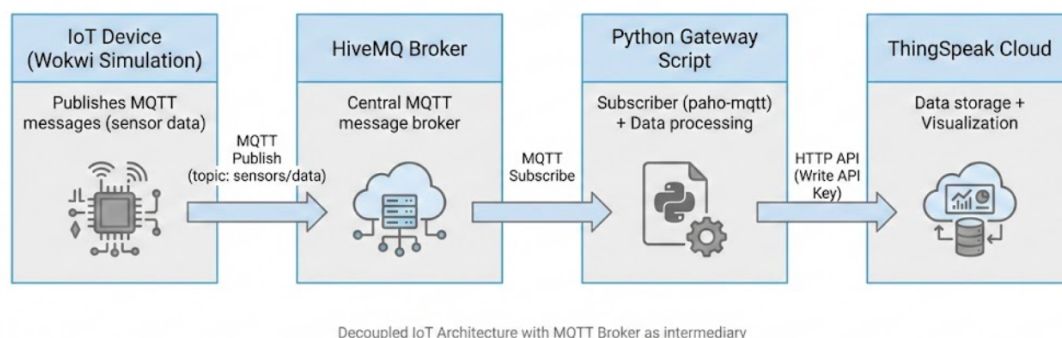 IoT Device
(Wokwi Simulation)
Publishes MQTT
messages (sensor data)
MQTT
Publish
(topic: sensors/data)
HiveMQ Broker
Central MQTT
message broker
MQTT
Subscribe
Python Gateway
Script
Subscriber (paho-mqtt)
+ Data processing
HTTP API
(Write API
Key)
ThingSpeak Cloud
Data storage +
Visualization
Decoupled IoT Architecture with MQTT Broker as intermediary